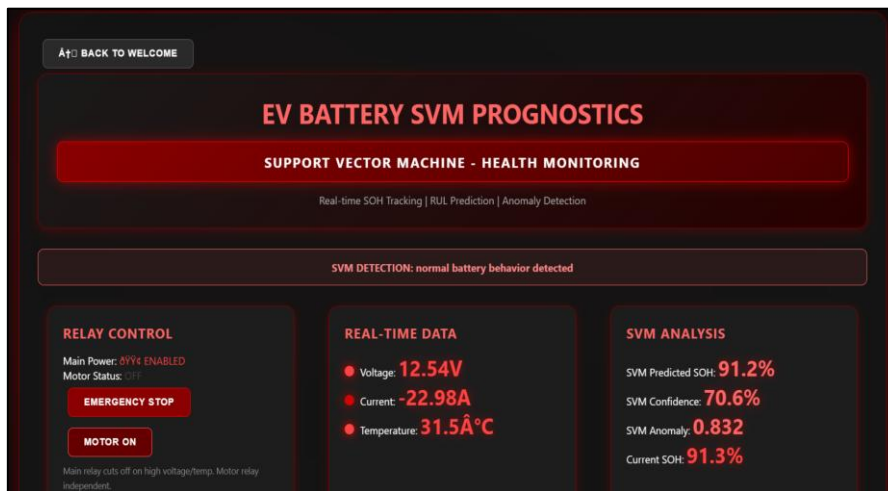 †□ BACK TO WELCOME
EV BATTERY SVM PROGNOSTICS
SUPPORT VECTOR MACHINE - HEALTH MONITORING
Real-time SOH Tracking | RUL Prediction | Anomaly Detection
SVM DETECTION: normal battery behavior detected
RELAY CONTROL
Main Power: 🟢 ENABLED
Motor Status: OFF
EMERGENCY STOP
MOTOR ON
Main relay cuts off on high voltage/temp. Motor relay
independent.
REAL-TIME DATA
Voltage: 12.54V
Current: -22.98A
Temperature: 31.5°C
SVM ANALYSIS
SVM Predicted SOH: 91.2%
SVM Confidence: 70.6%
SVM Anomaly: 0.832
Current SOH: 91.3%